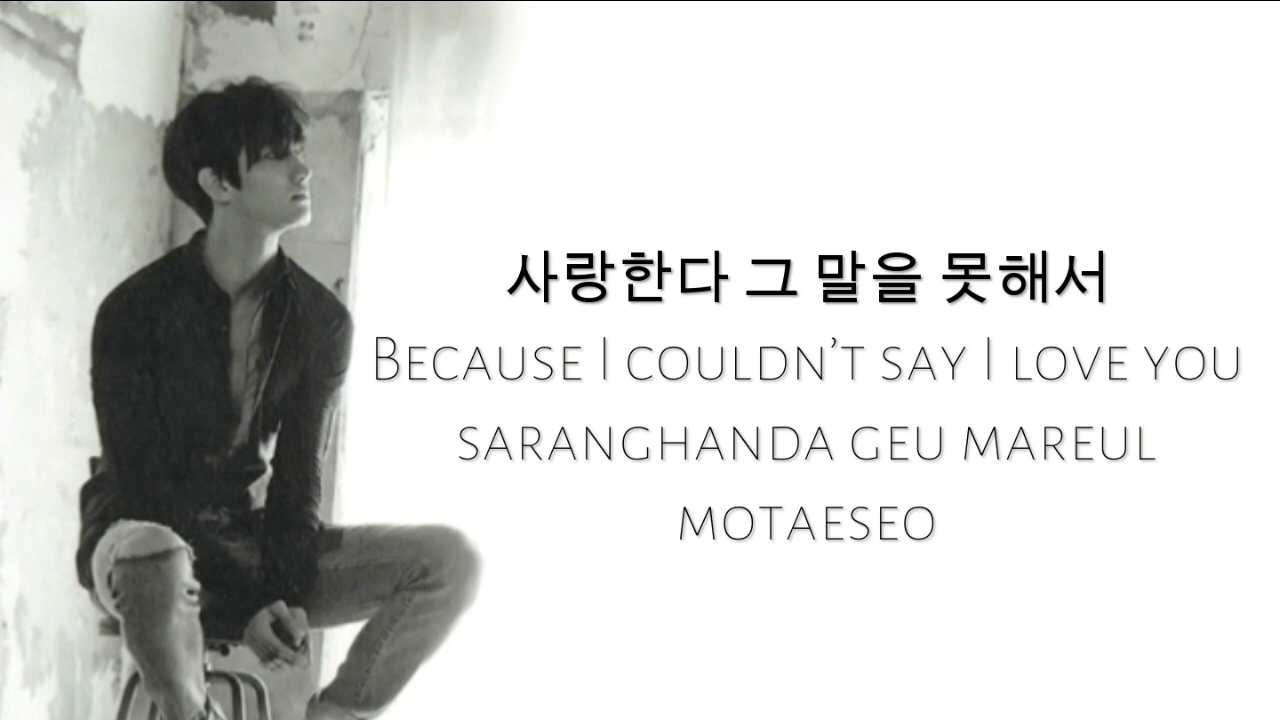 사랑한다 그 말을 못해서
Because I couldn't say I love you
saranghanda geu mareul
motaeseo